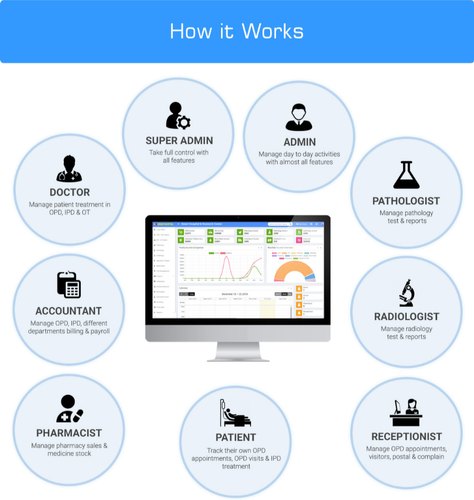 How it Works
SUPER ADMIN
Take full control with
all features
ADMIN
Manage day to day activities
with almost all features
DOCTOR
Manage patient treatment in
OPD, IPD & OT
PATHOLOGIST
Manage pathology
test & reports
ACCOUNTANT
Manage OPD, IPD, different
departments billing & payroll
RADIOLOGIST
Manage radiology
test & reports
PHARMACIST
Manage pharmacy sales &
medicine stock
PATIENT
Track their own OPD
appointments, OPD visits & IPD
treatment
RECEPTIONIST
Manage OPD appointments,
visitors, postal & complain